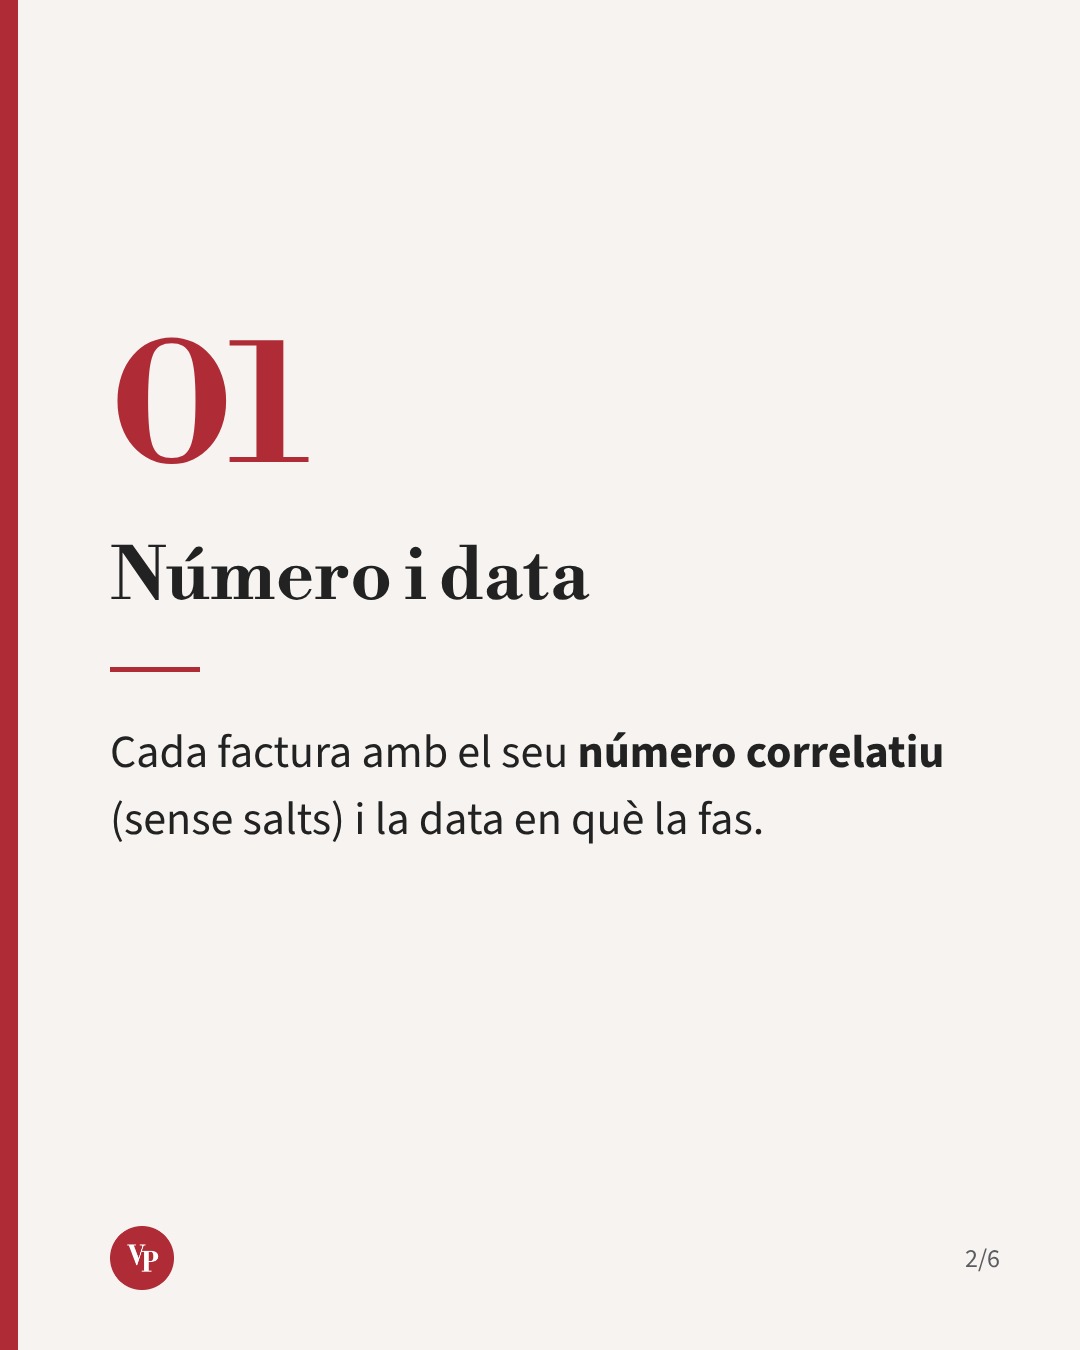 01
Número i data
Cada factura amb el seu número correlatiu
(sense salts) i la data en què la fas.
VP
2/6